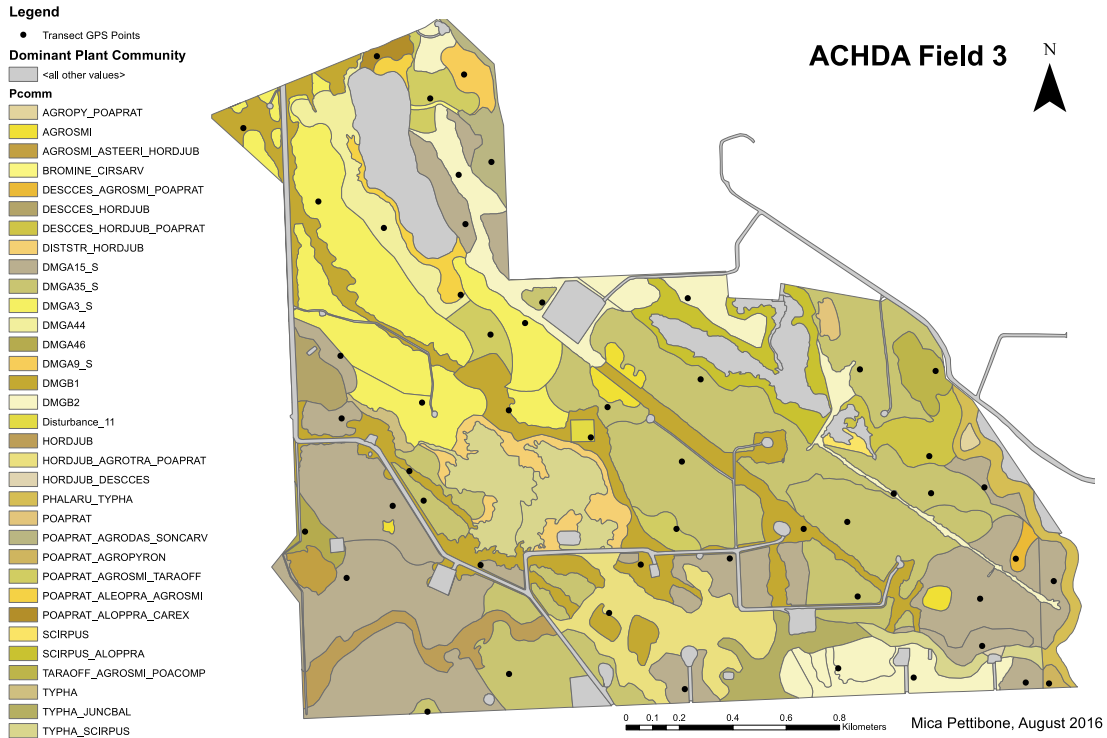 Legend
Transect GPS Points
Dominant Plant Community
<all other values>
Pcomm
AGROPY_POAPRAT
AGROSMI
AGROSMI_ASTEERI_HORDJUB
BROMINE_CIRSARV
DESCCES_AGROSMI_POAPRAT
DESCCES_HORDJUB
DESCCES_HORDJUB_POAPRAT
DISTSTR_HORDJUB
DMGA15_S
DMGA35_S
DMGA3_S
DMGA44
DMGA46
DMGA9_S
DMGB1
DMGB2
Disturbance_11
HORDJUB
HORDJUB_AGROTRA_POAPRAT
HORDJUB_DESCCES
PHALARU_TYPHA
POAPRAT
POAPRAT_AGRODAS_SONCARV
POAPRAT_AGROPYRON
POAPRAT_AGROSMI_TARAOFF
POAPRAT_ALEOPRA_AGROSMI
POAPRAT_ALOPPRA_CAREX
SCIRPUS
SCIRPUS_ALOPPRA
TARAOFF_AGROSMI_POACOMP
TYPHA
TYPHA_JUNCBAL
TYPHA_SCIRPUS
ACHDA Field 3
N
0 0.1 0.2 0.4 0.6 0.8
Kilometers
Mica Pettibone, August 2016